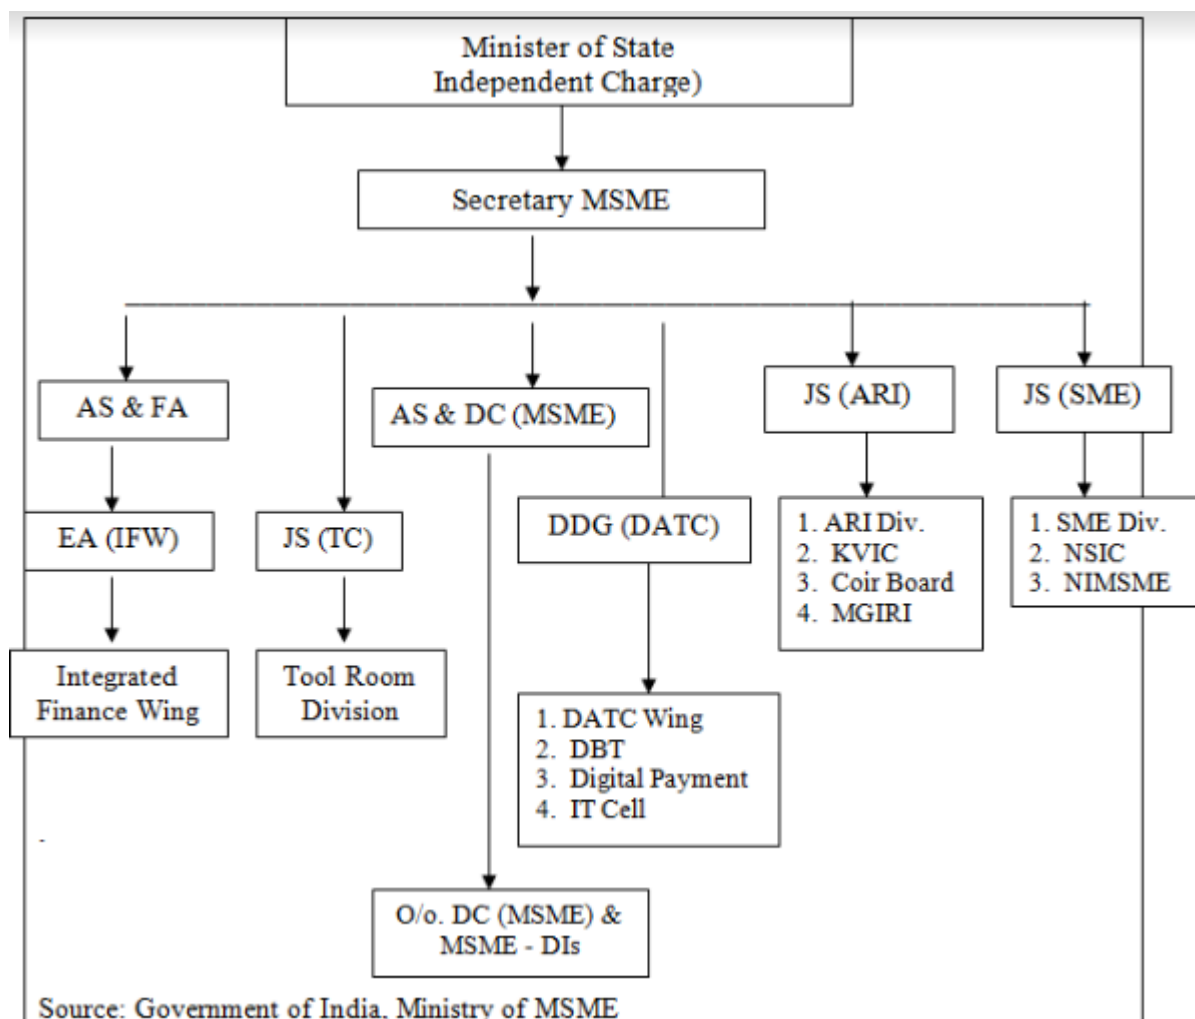 Minister of State
Independent Charge)
Secretary MSME
AS & FA
AS & DC (MSME)
JS (ARI)
JS (SME)
EA (IFW)
JS (TC)
DDG (DATC)
1. ARI Div.
2. KVIC
3. Coir Board
4. MGIRI
1. SME Div.
2. NSIC
3. NIMSME
Integrated
Finance Wing
Tool Room
Division
1. DATC Wing
2. DBT
3. Digital Payment
4. IT Cell
O/o. DC (MSME) &
MSME - DIs
Source: Government of India, Ministry of MSME